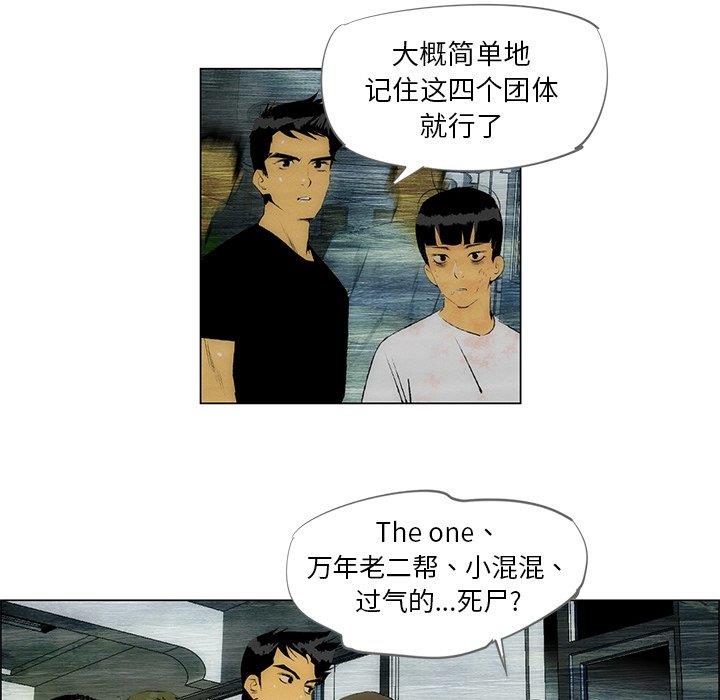 大概简单地
记住这四个团体
就行了
The one、
万年老二帮、小混混、
过气的...死尸?